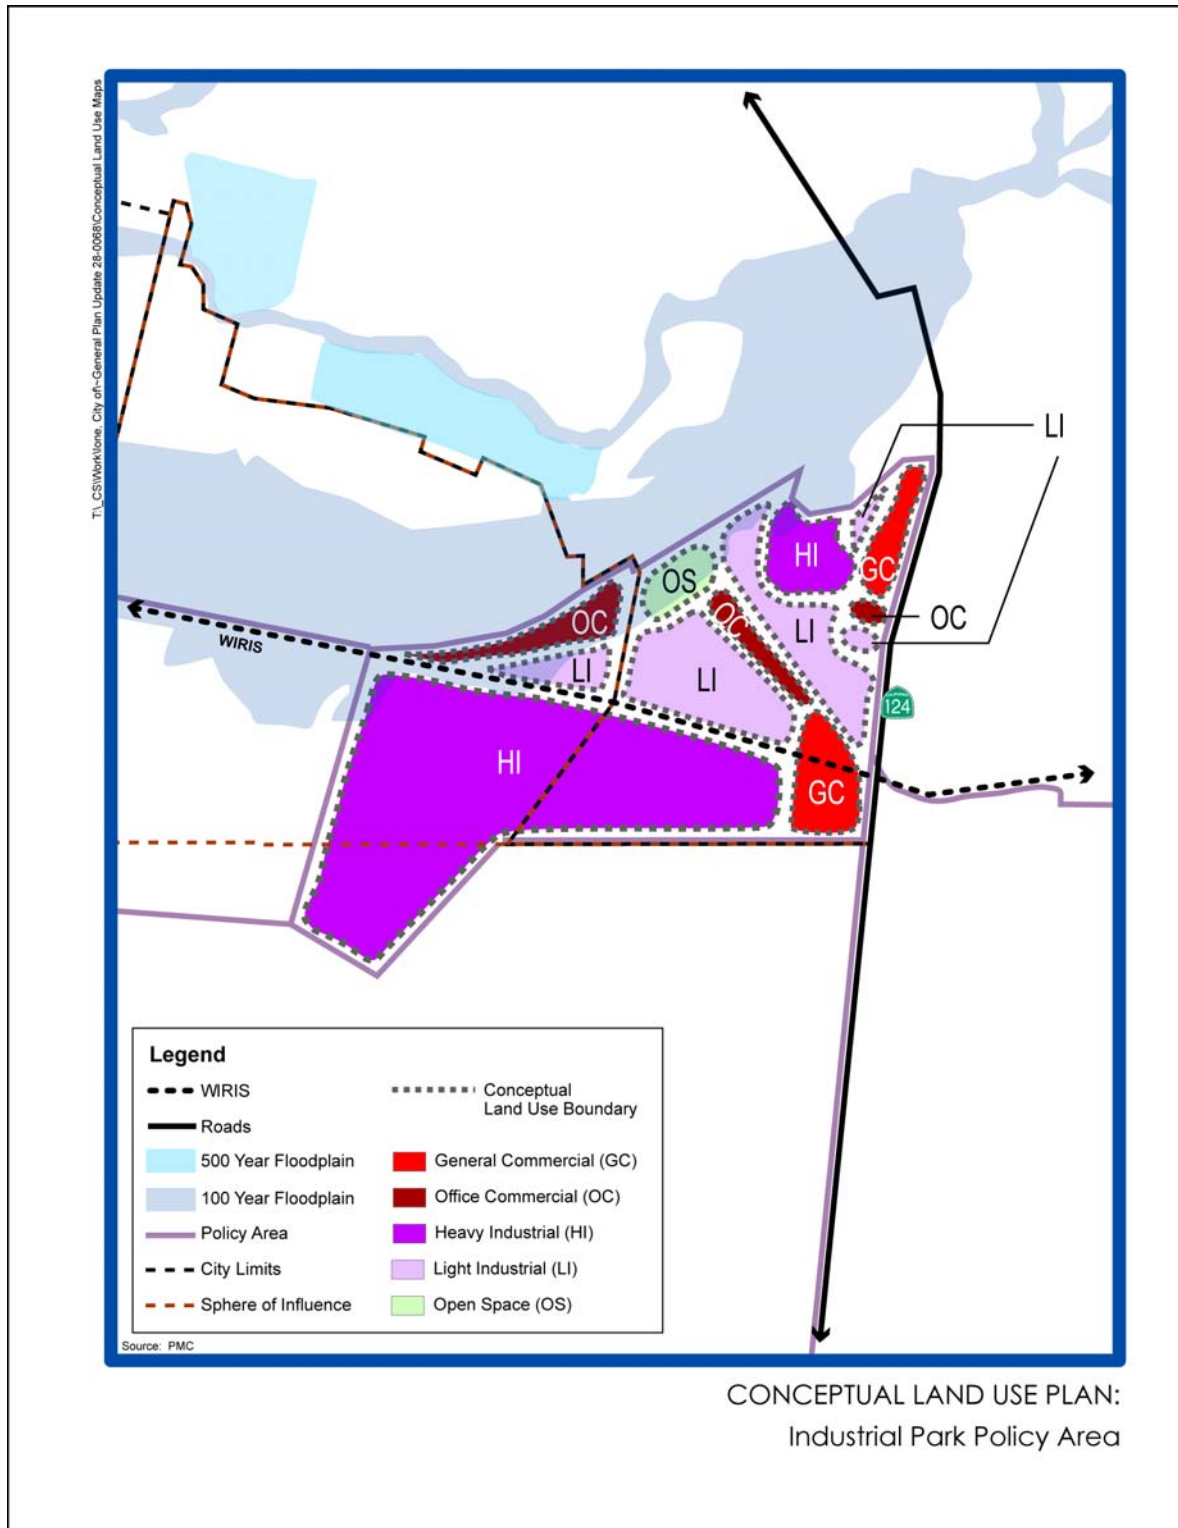 T:\_CS\Work\Ione, City of\~General Plan Update 28-0068\Conceptual Land Use Maps
LI
HI
GC
OS
OC
OC
OC
LI
LI
LI
WIRIS
124
HI
GC
Legend
WIRIS
Roads
500 Year Floodplain
100 Year Floodplain
Policy Area
City Limits
Sphere of Influence
Conceptual
Land Use Boundary
General Commercial (GC)
Office Commercial (OC)
Heavy Industrial (HI)
Light Industrial (LI)
Open Space (OS)
Source: PMC
CONCEPTUAL LAND USE PLAN:
Industrial Park Policy Area